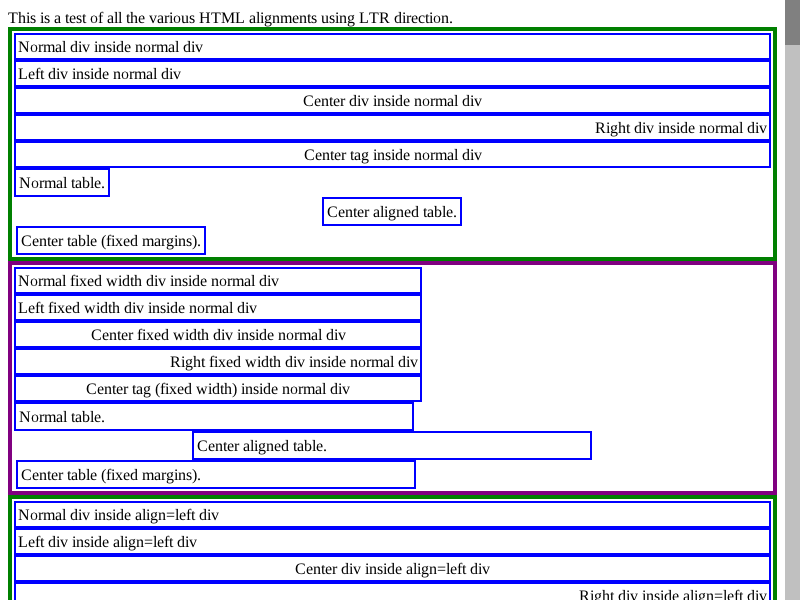 This is a test of all the various HTML alignments using LTR direction.
Normal div inside normal div
Left div inside normal div
Center div inside normal div
Right div inside normal div
Center tag inside normal div
Normal table.
Center aligned table.
Center table (fixed margins).
Normal fixed width div inside normal div
Left fixed width div inside normal div
Center fixed width div inside normal div
Right fixed width div inside normal div
Center tag (fixed width) inside normal div
Normal table.
Center aligned table.
Center table (fixed margins).
Normal div inside align=left div
Left div inside align=left div
Center div inside align=left div
Right div inside align=left div